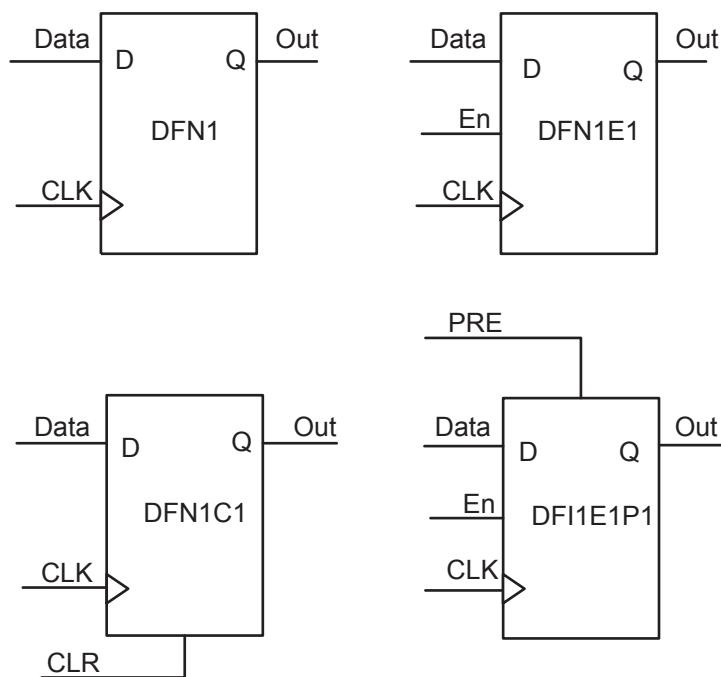 Data
D
Q
Out
DFN1
CLK
Data
D
Q
Out
En
DFN1E1
CLK
Data
D
Q
Out
DFN1C1
CLK
CLR
PRE
Data
D
Q
Out
En
DFI1E1P1
CLK